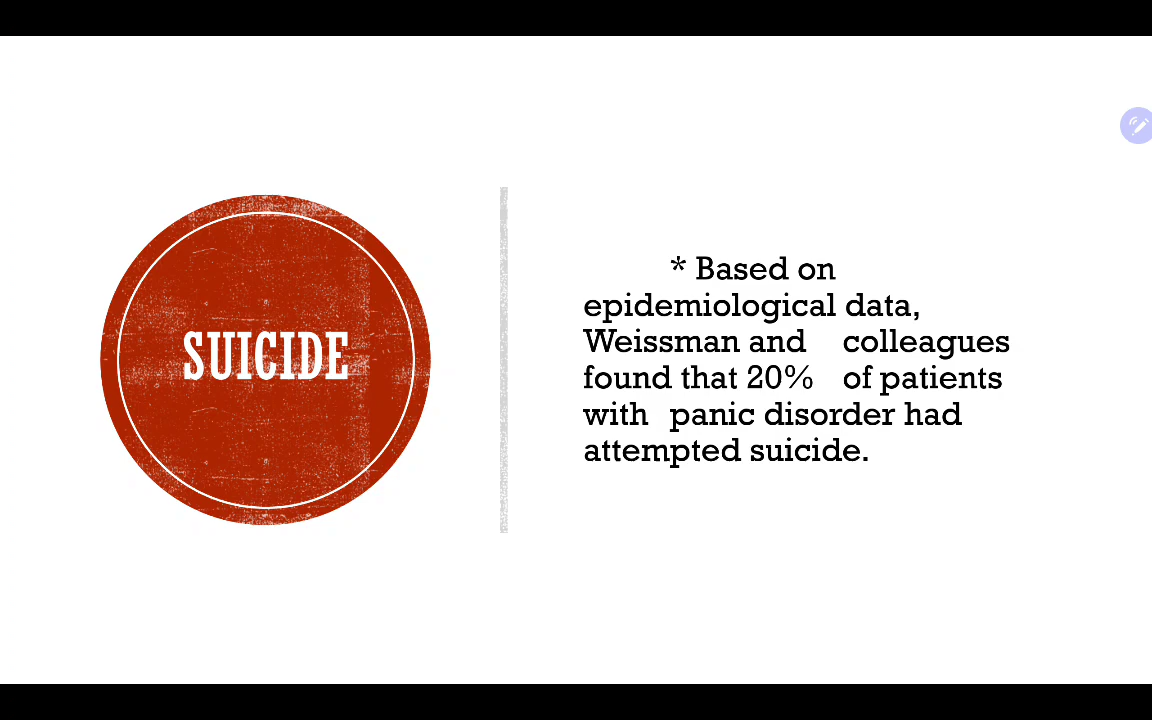 SUICIDE
* Based on
epidemiological data,
Weissman and colleagues
found that 20% of patients
with panic disorder had
attempted suicide.